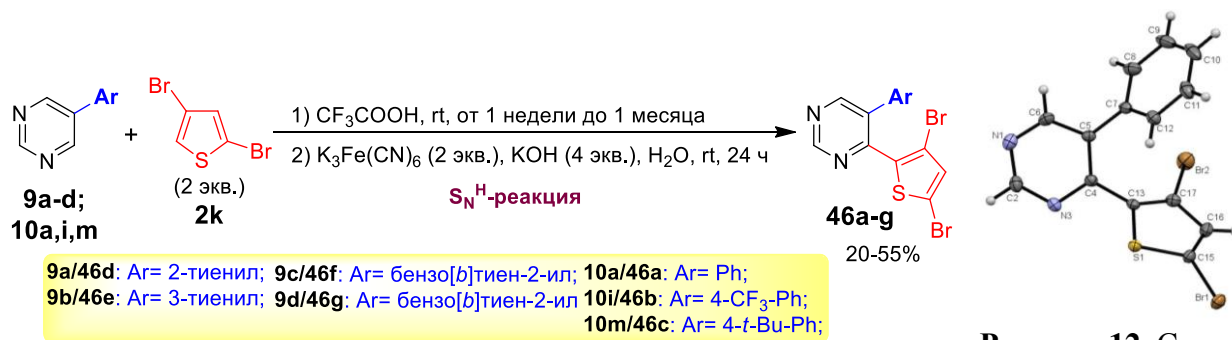 Ar
N
N
+
Br
S
Br
(2 экв.)
2k
9a-d;
10a,i,m
1) CF3COOH, rt, от 1 недели до 1 месяца
2) K3Fe(CN)6 (2 экв.), KOH (4 экв.), H2O, rt, 24 ч
SNH-реакция
N
N
Ar
Br
S
Br
46a-g
20-55%
9a/46d: Ar= 2-тиенил; 9c/46f: Ar= бензо[b]тиен-2-ил; 10a/46a: Ar= Ph;
9b/46e: Ar= 3-тиенил; 9d/46g: Ar= бензо[b]тиен-2-ил 10i/46b: Ar= 4-CF3-Ph;
10m/46c: Ar= 4-t-Bu-Ph;
C9
C8
C10
C6
C7
C11
C5
C12
N1
Br2
C4
C13
C17
C2
N3
C16
S1
C15
Br1